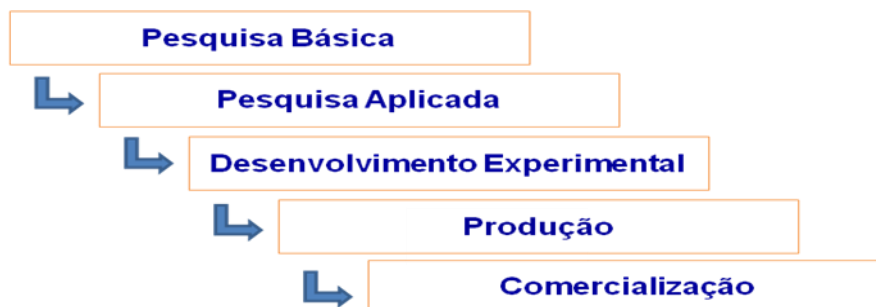 Pesquisa Básica
Pesquisa Aplicada
Desenvolvimento Experimental
Produção
Comercialização